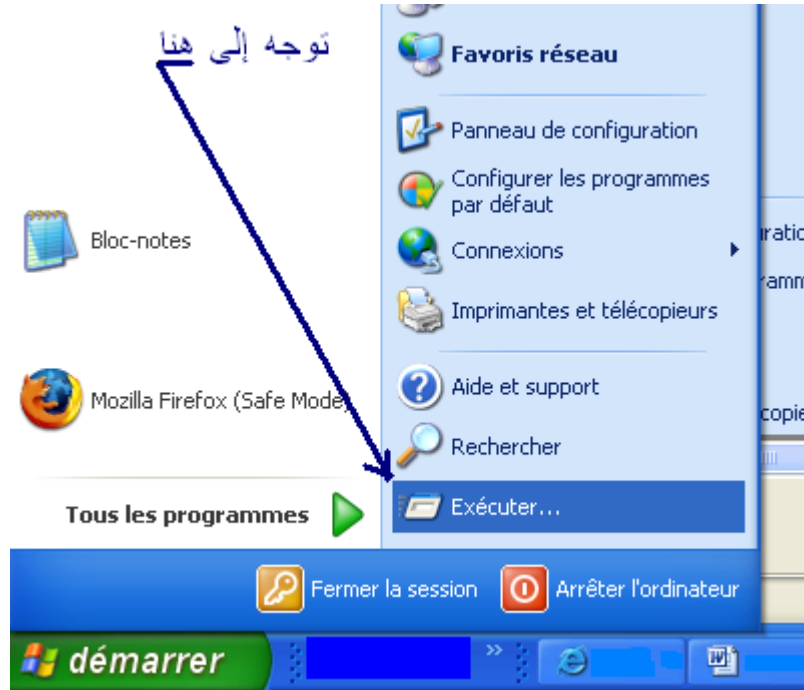 توجه إلى هنا
Favoris réseau
Panneau de configuration
Configurer les programmes
par défaut
Connexions
Imprimantes et télécopieurs
Aide et support
Rechercher
Exécuter...
Bloc-notes
Mozilla Firefox (Safe Mode)
Tous les programmes
Fermer la session
Arrêter l'ordinateur
démarrer